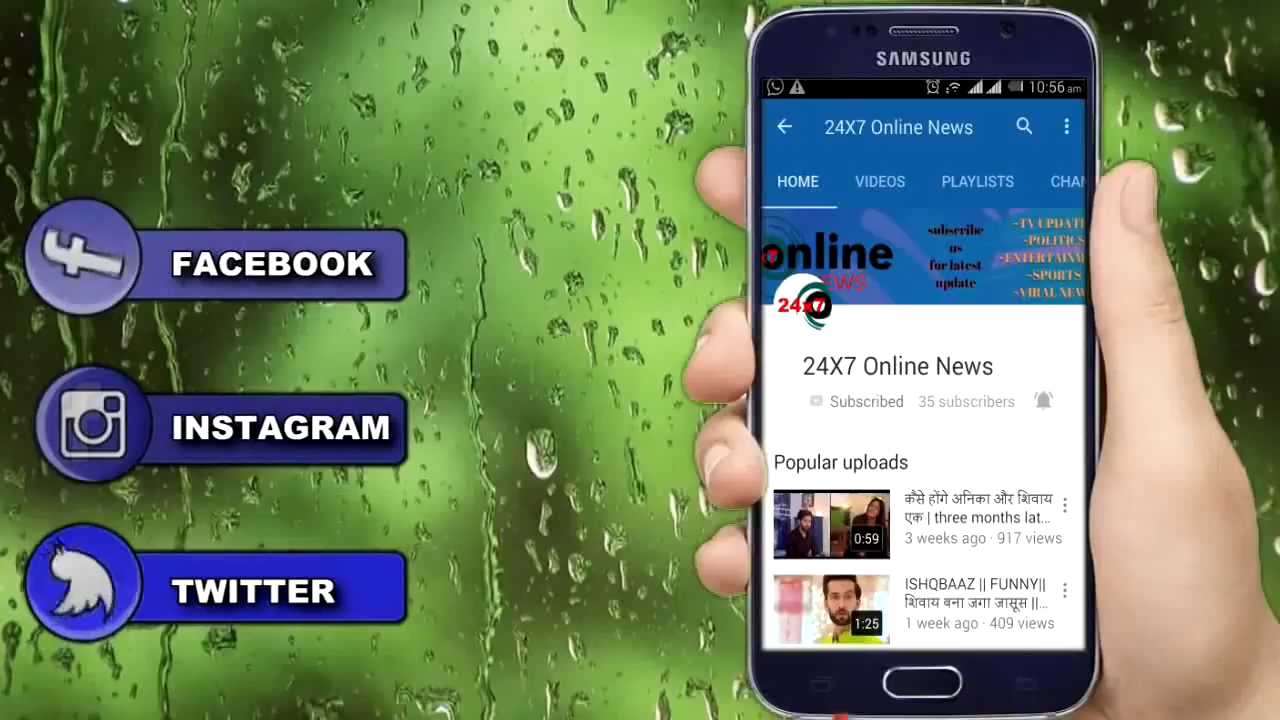 FACEBOOK
INSTAGRAM
TWITTER
SAMSUNG
10:56 am
24X7 Online News
HOME VIDEOS PLAYLISTS CHAN
online
NEWS
subscribe
us
for latest
update
~TV UPDATE
~POLITICS
~ENTERTAINM
~SPORTS
~VIRAL NEW
24x7
24X7 Online News
Subscribed 35 subscribers
Popular uploads
कैसे होंगे अनिका और शिवाय
एक | three months lat...
3 weeks ago · 917 views
0:59
ISHQBAAZ || FUNNY||
शिवाय बना जगा जासूस ||...
1 week ago · 409 views
1:25